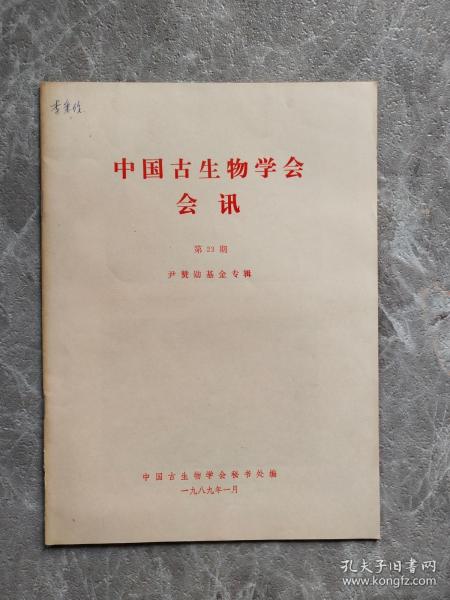 中国古生物学会
会讯
第23期
尹赞勋基金专辑
中国古生物学会秘书处编
一九八九年一月
孔夫子旧书网
www.kongfz.com